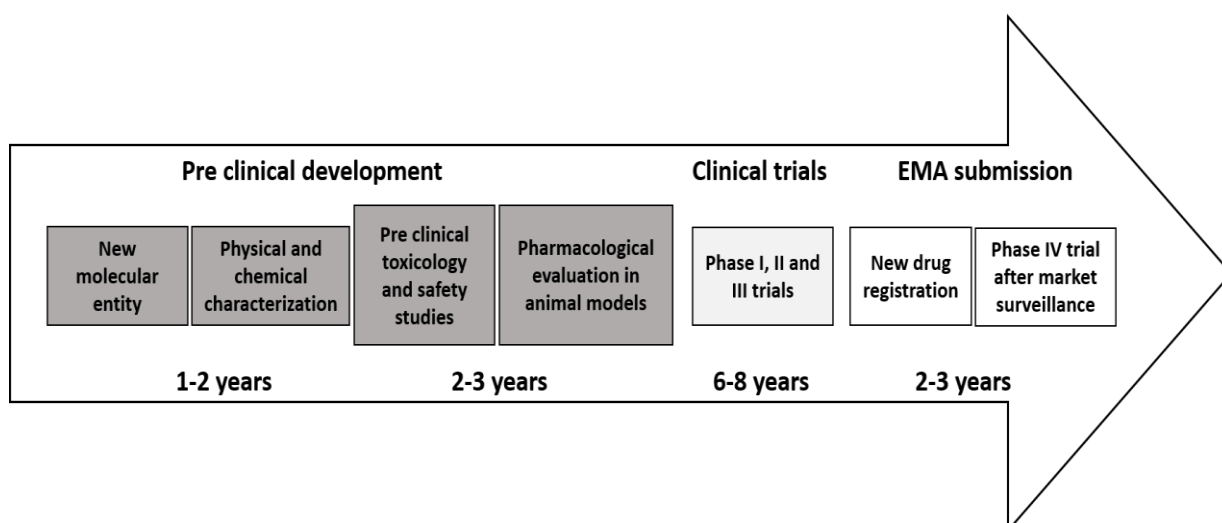 Pre clinical development
Clinical trials
EMA submission
New
molecular
entity
Physical and
chemical
characterization
Pre clinical
toxicology
and safety
studies
Pharmacological
evaluation in
animal models
Phase I, II and
III trials
New drug
registration
Phase IV trial
after market
surveillance
1-2 years
2-3 years
6-8 years
2-3 years